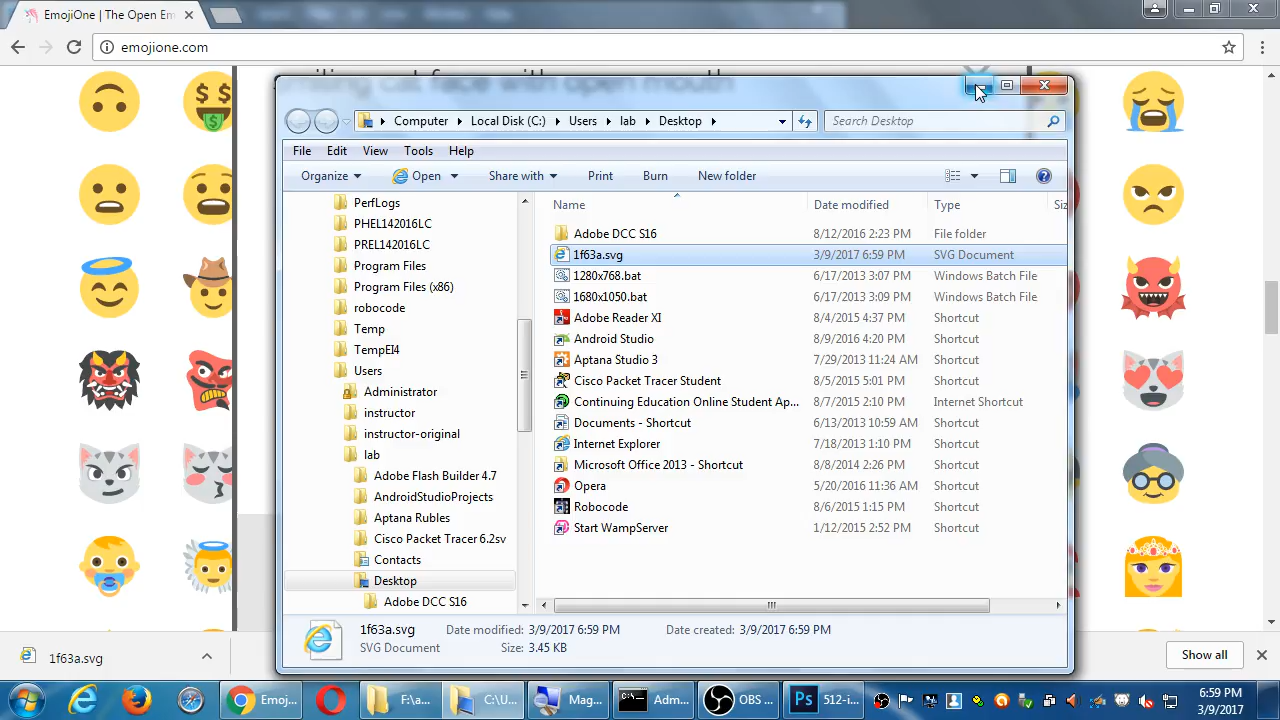 EmojiOne | The Open Em
emojione.com
Computer Local Disk (C:) Users lab Desktop
Search Desktop
File Edit View Tools Help
Organize Open Share with Print Burn New folder
Name Date modified Type Siz
PerfLogs
PHEL142016LC
PREL142016LC
Program Files
Program Files (x86)
robocode
Temp
TempEI4
Users
Administrator
instructor
instructor-original
lab
Adobe Flash Builder 4.7
AndroidStudioProjects
Aptana Rubles
Cisco Packet Tracer 6.2sv
Contacts
Desktop
Adobe DCC S16
Adobe DCC S16 8/12/2016 2:23 PM File folder
1f63a.svg 3/9/2017 6:59 PM SVG Document
1280x768.bat 6/17/2013 3:07 PM Windows Batch File
1680x1050.bat 6/17/2013 3:09 PM Windows Batch File
Adobe Reader XI 8/4/2015 4:37 PM Shortcut
Android Studio 8/9/2016 4:20 PM Shortcut
Aptana Studio 3 7/29/2013 11:24 AM Shortcut
Cisco Packet Tracer Student 8/5/2015 5:01 PM Shortcut
Continuing Education Online Student Ap... 8/7/2015 2:10 PM Internet Shortcut
Documents - Shortcut 6/13/2013 10:59 AM Shortcut
Internet Explorer 7/18/2013 1:10 PM Shortcut
Microsoft Office 2013 - Shortcut 8/8/2014 2:26 PM Shortcut
Opera 5/20/2016 11:36 AM Shortcut
Robocode 8/6/2015 1:15 PM Shortcut
Start WampServer 1/12/2015 2:52 PM Shortcut
1f63a.svg Date modified: 3/9/2017 6:59 PM Date created: 3/9/2017 6:59 PM
SVG Document Size: 3.45 KB
1f63a.svg
Show all
Emoj... F:\a... C:\U... Mag... Adm... OBS ... Ps 512-i...
6:59 PM
3/9/2017